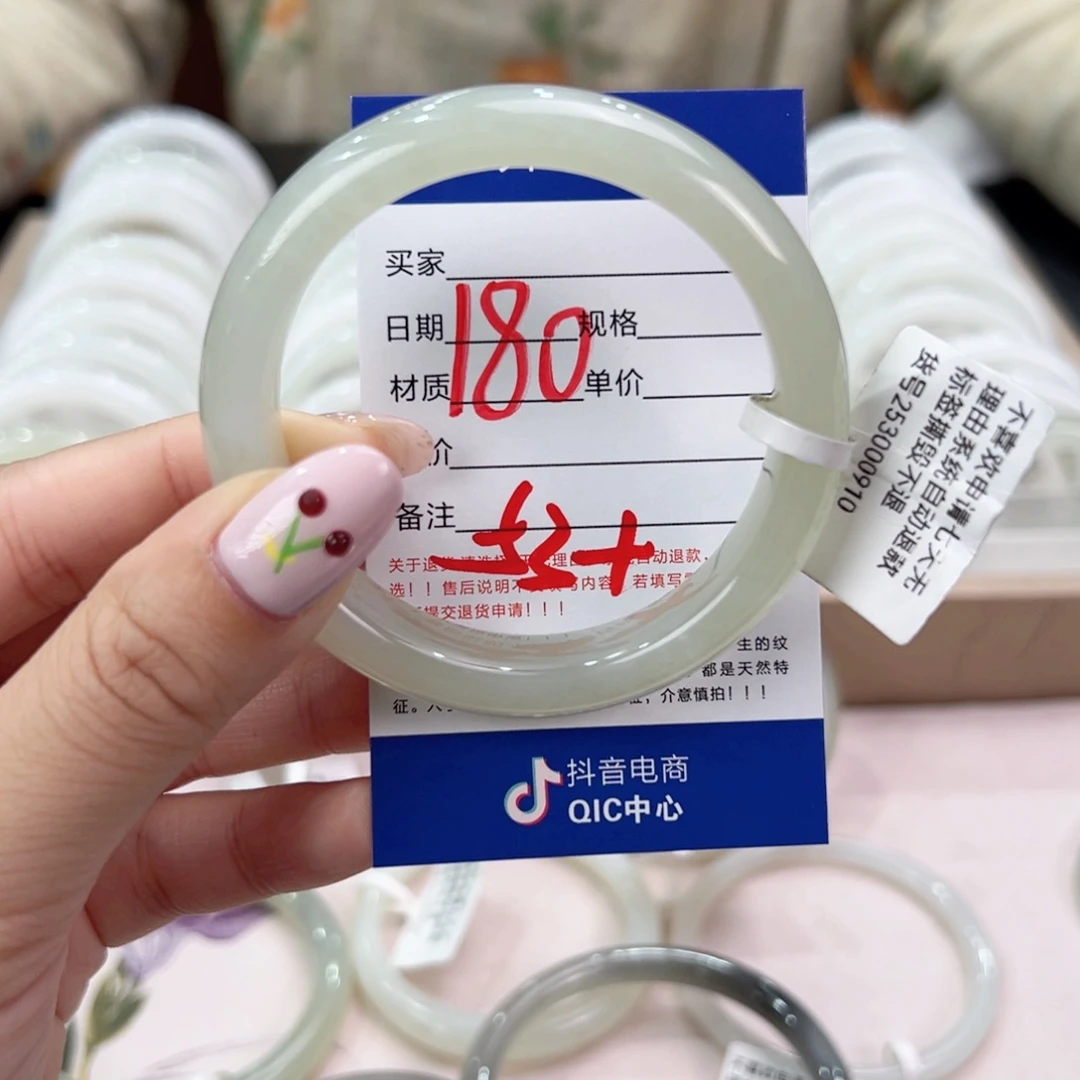 买家
日期 180 规格
材质 单价
价
备注
53+
关于退
自动退款,
选!!售后说明不
内容,若填写
提交退货申请!!!
生的纹
都是天然特
征。
介意慎拍!!!
抖音电商
QIC中心
不喜欢申请七天无
理由系统自动退款
标签撕毁不退
货号253000910